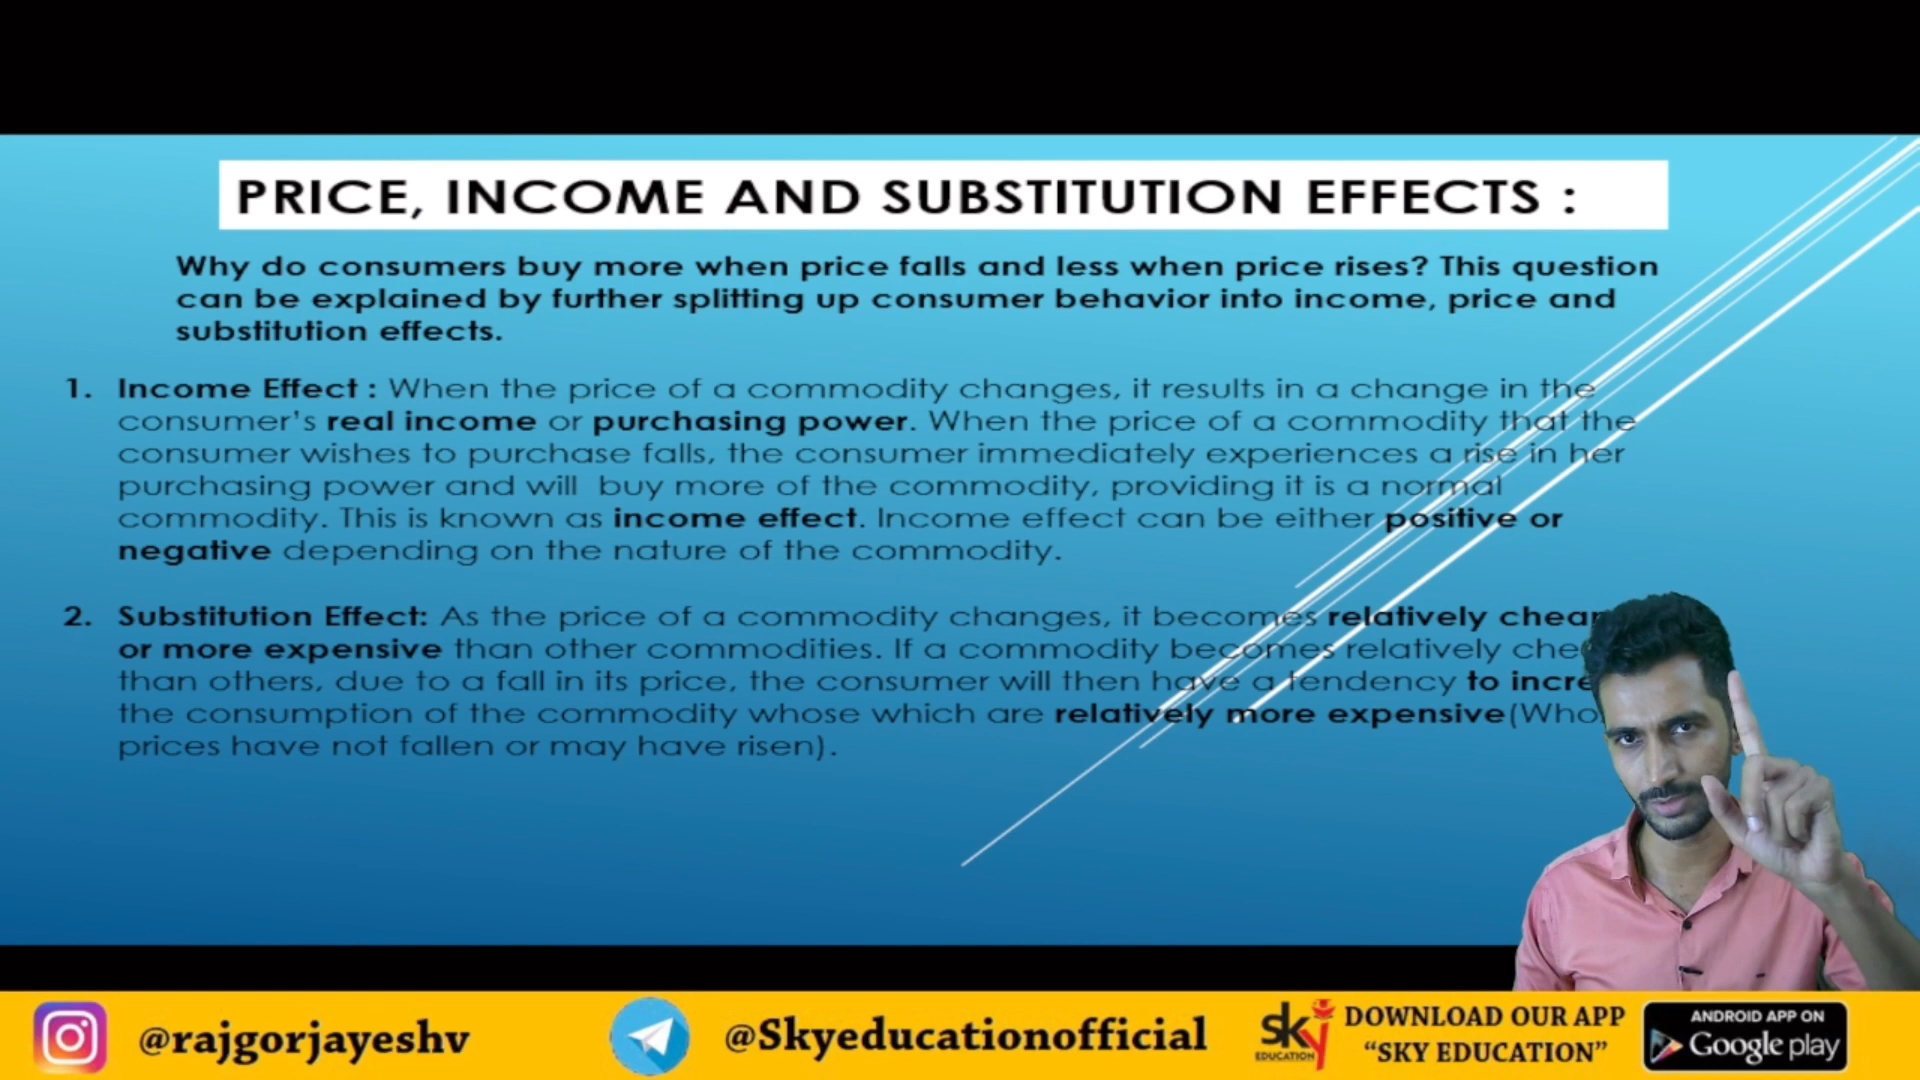 PRICE, INCOME AND SUBSTITUTION EFFECTS :
Why do consumers buy more when price falls and less when price rises? This question
can be explained by further splitting up consumer behavior into income, price and
substitution effects.
1. Income Effect : When the price of a commodity changes, it results in a change in the
consumer's real income or purchasing power. When the price of a commodity that the
consumer wishes to purchase falls, the consumer immediately experiences a rise in her
purchasing power and will buy more of the commodity, providing it is a normal
commodity. This is known as income effect. Income effect can be either positive or
negative depending on the nature of the commodity.
2. Substitution Effect: As the price of a commodity changes, it becomes relatively
or more expensive than other commodities. If a commodity becomes relatively
than others, due to a fall in its price, the consumer will then have a tendency to
the consumption of the commodity whose which are relatively more expensive
prices have not fallen or may have risen).
@rajgorjayeshv
@Skyeducationofficial
sky
EDUCATION
DOWNLOAD OUR APP
"SKY EDUCATION"
ANDROID APP ON
Google play